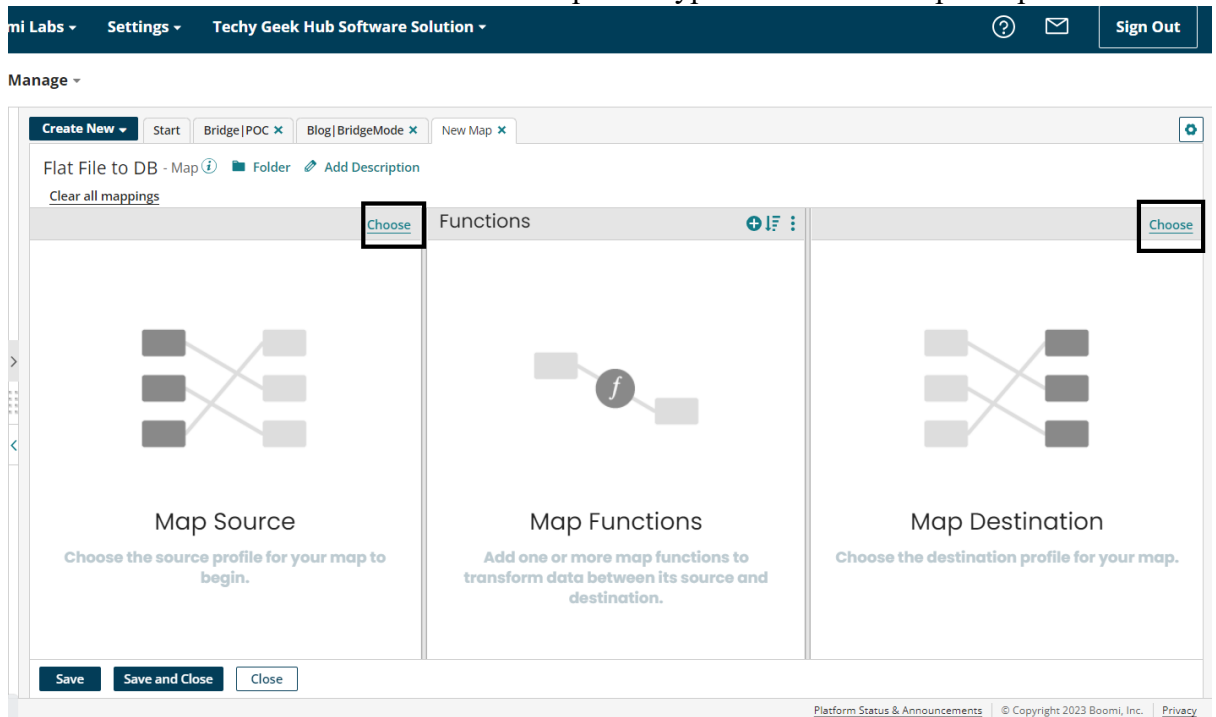 mi Labs Settings Techy Geek Hub Software Solution ? Sign Out
Manage
Create New Start Bridge|POC × Blog|BridgeMode × New Map ×
Flat File to DB - Map i Folder Add Description
Clear all mappings
Choose Functions Choose
f
Map Source Map Functions Map Destination
Choose the source profile for your map to begin.
Add one or more map functions to transform data between its source and destination.
Choose the destination profile for your map.
Save Save and Close Close
Platform Status & Announcements © Copyright 2023 Boomi, Inc. Privacy